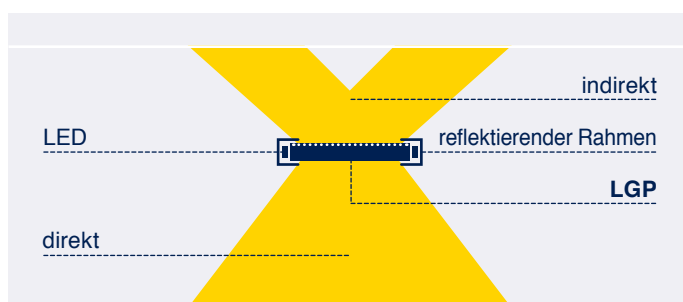 indirekt
LED
reflektierender Rahmen
LGP
direkt